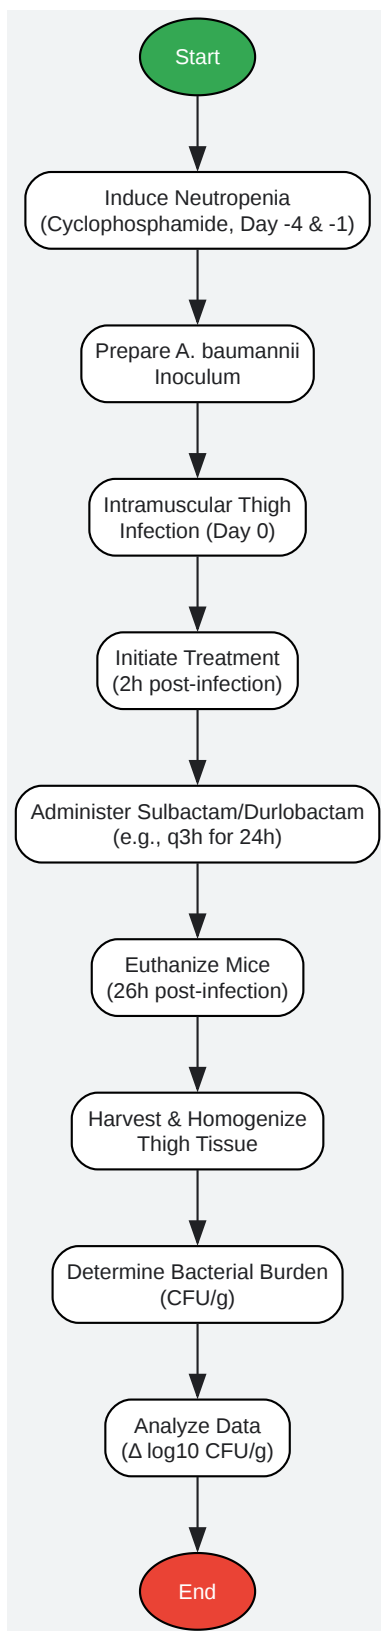 Start
Induce Neutropenia
(Cyclophosphamide, Day -4 & -1)
Prepare A. baumannii
Inoculum
Intramuscular Thigh
Infection (Day 0)
Initiate Treatment
(2h post-infection)
Administer Sulbactam/Durlobactam
(e.g., q3h for 24h)
Euthanize Mice
(26h post-infection)
Harvest & Homogenize
Thigh Tissue
Determine Bacterial Burden
(CFU/g)
Analyze Data
(Δ log10 CFU/g)
End